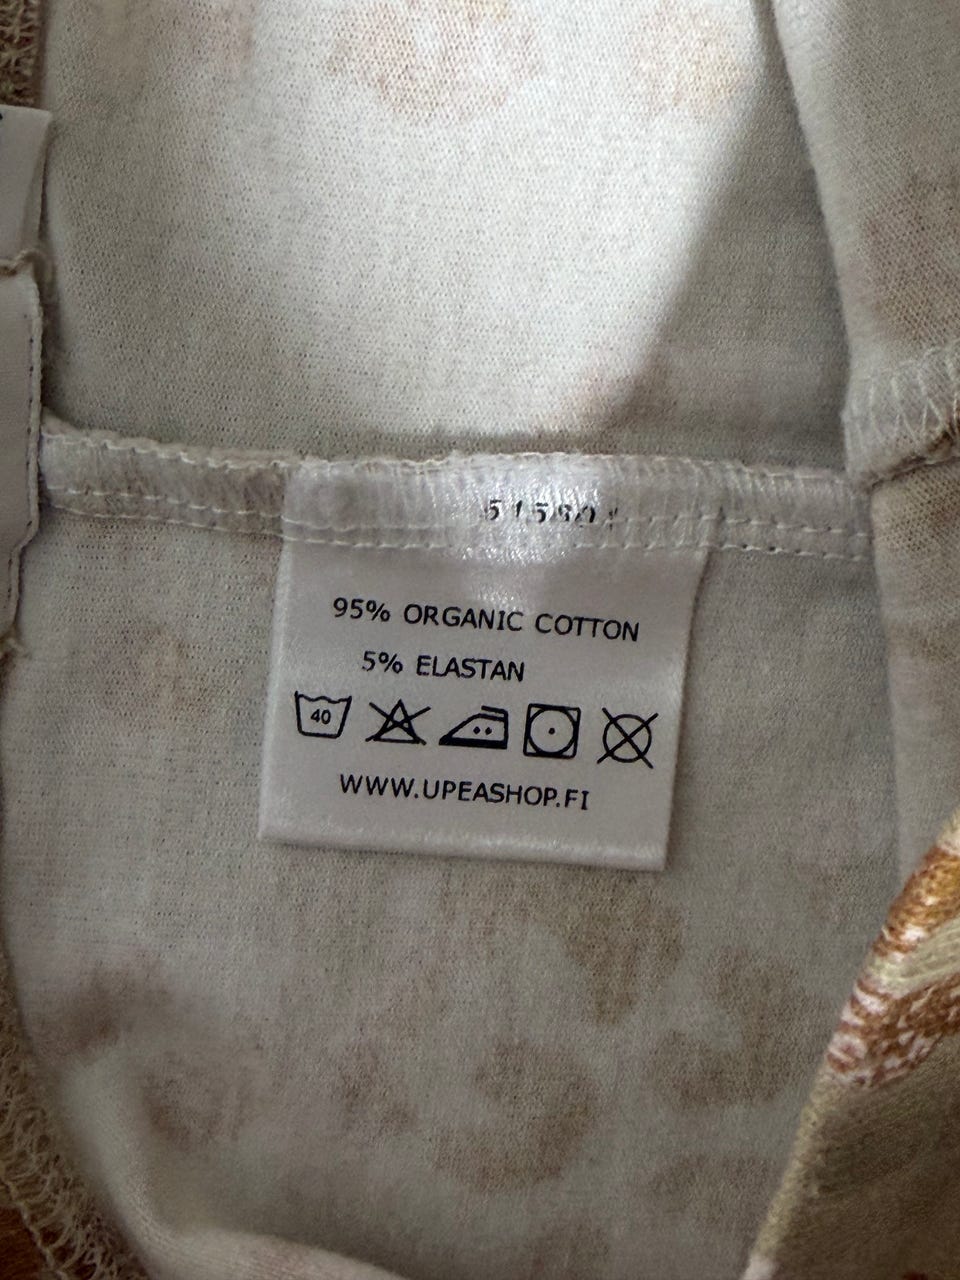 95% ORGANIC COTTON
5% ELASTAN
40
WWW.UPEASHOP.FI